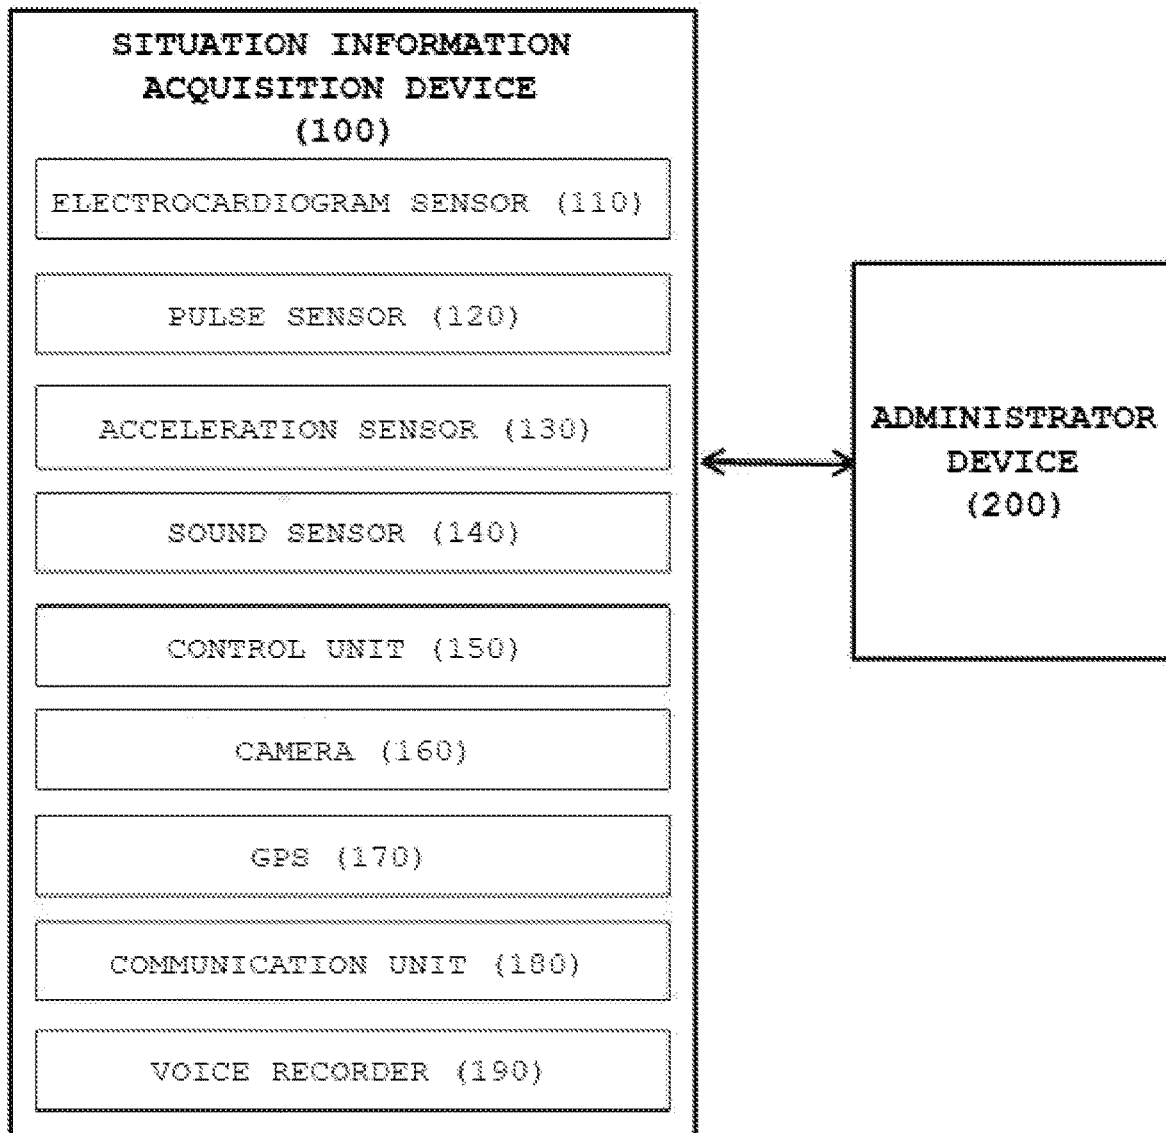 SITUATION INFORMATION
ACQUISITION DEVICE
(100)
ELECTROCARDIOGRAM SENSOR (110)
PULSE SENSOR (120)
ACCELERATION SENSOR (130)
SOUND SENSOR (140)
CONTROL UNIT (150)
CAMERA (160)
GPS (170)
COMMUNICATION UNIT (180)
VOICE RECORDER (190)
ADMINISTRATOR
DEVICE
(200)